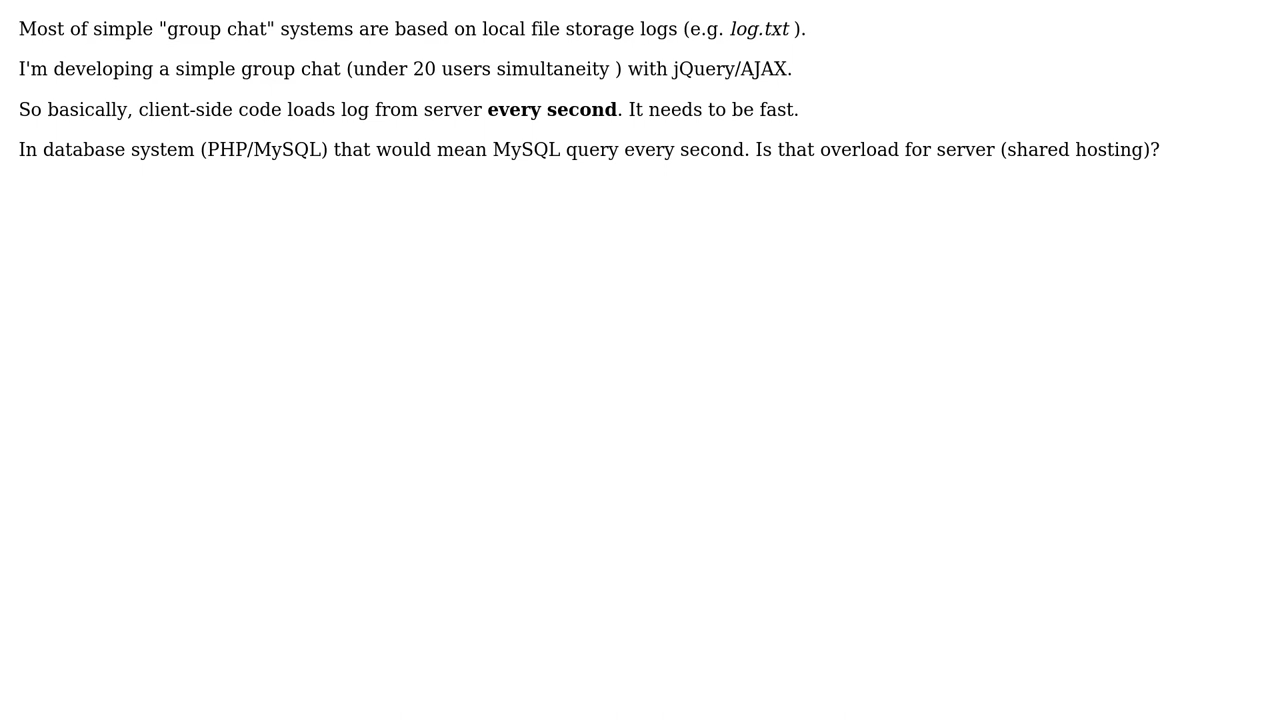 Most of simple "group chat" systems are based on local file storage logs (e.g. log.txt ).
I'm developing a simple group chat (under 20 users simultaneity ) with jQuery/AJAX.
So basically, client-side code loads log from server every second. It needs to be fast.
In database system (PHP/MySQL) that would mean MySQL query every second. Is that overload for server (shared hosting)?